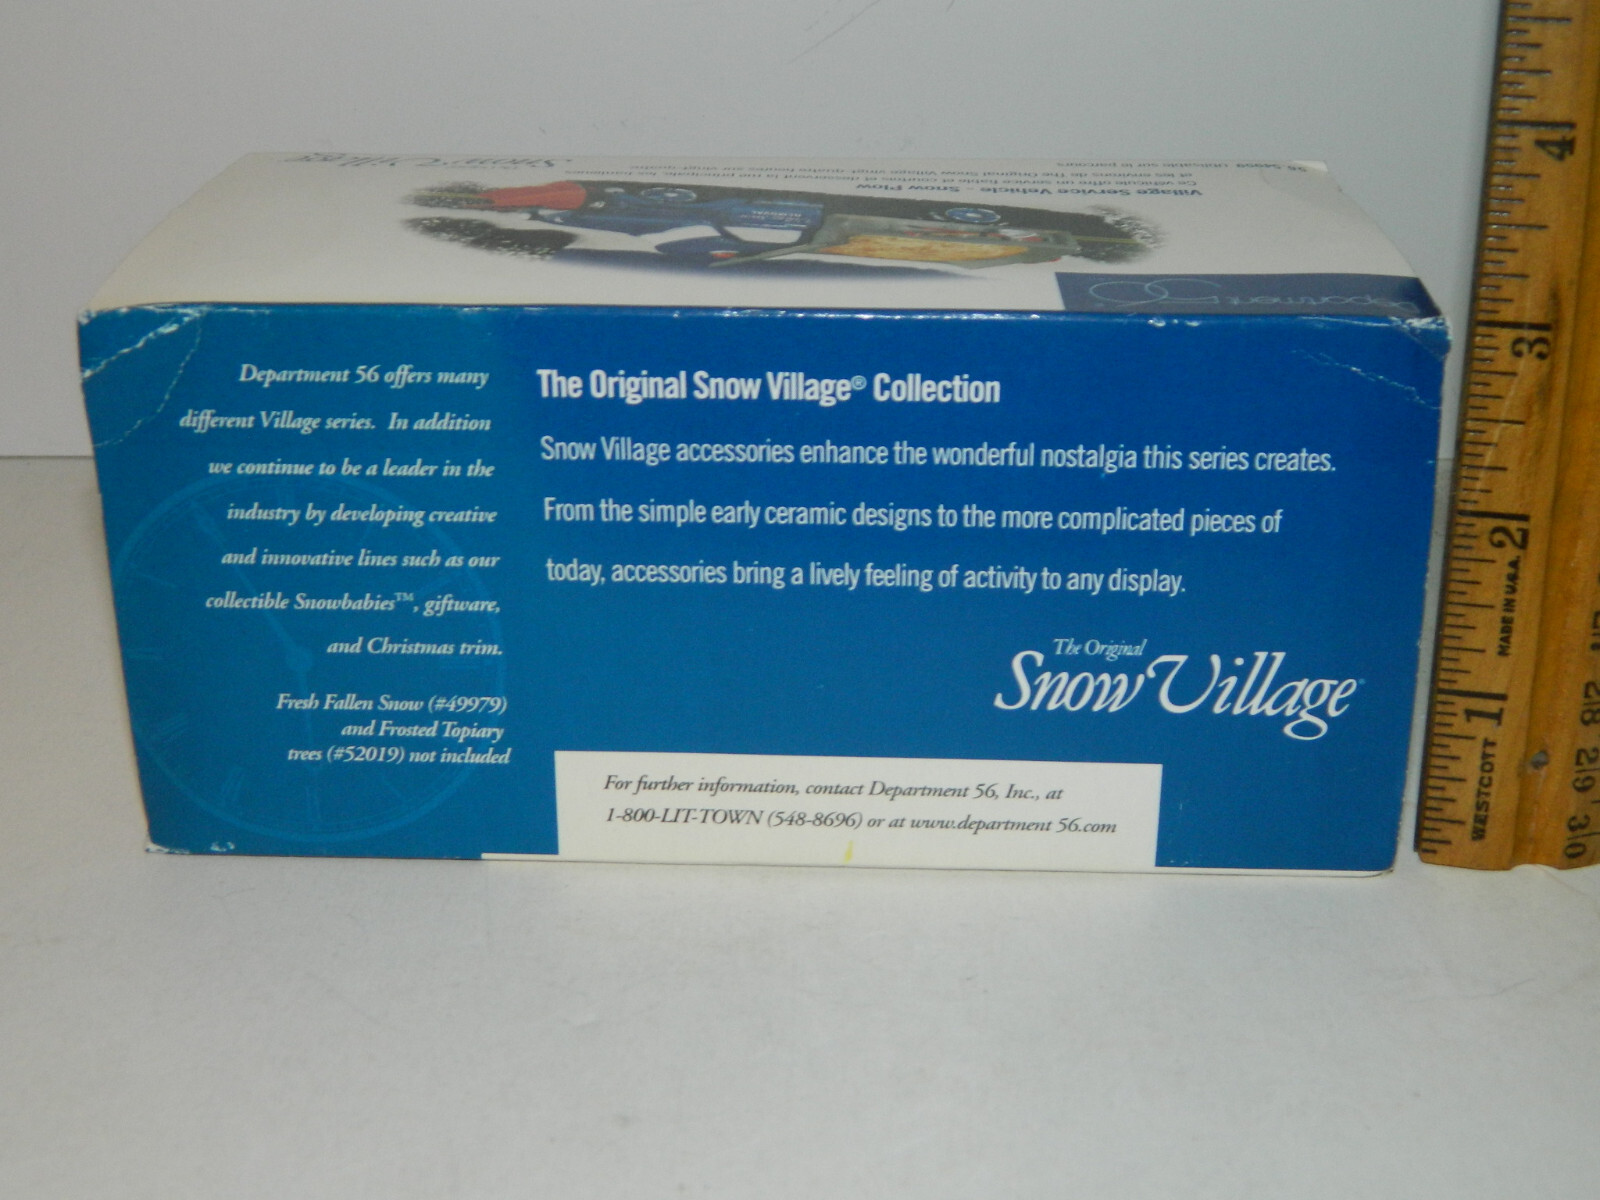 Village Service Vehicle - Snow Plow
Department 56 offers many
different Village series. In addition
we continue to be a leader in the
industry by developing creative
and innovative lines such as our
collectible Snowbabies™, giftware,
and Christmas trim.
Fresh Fallen Snow (#49979)
and Frosted Topiary
trees (#52019) not included
The Original Snow Village® Collection
Snow Village accessories enhance the wonderful nostalgia this series creates.
From the simple early ceramic designs to the more complicated pieces of
today, accessories bring a lively feeling of activity to any display.
The Original
Snow Village
For further information, contact Department 56, Inc., at
1-800-LIT-TOWN (548-8696) or at www.department 56.com
4
3
2
1
MADE IN U.S.A.
WESTCOTT
28 29 30